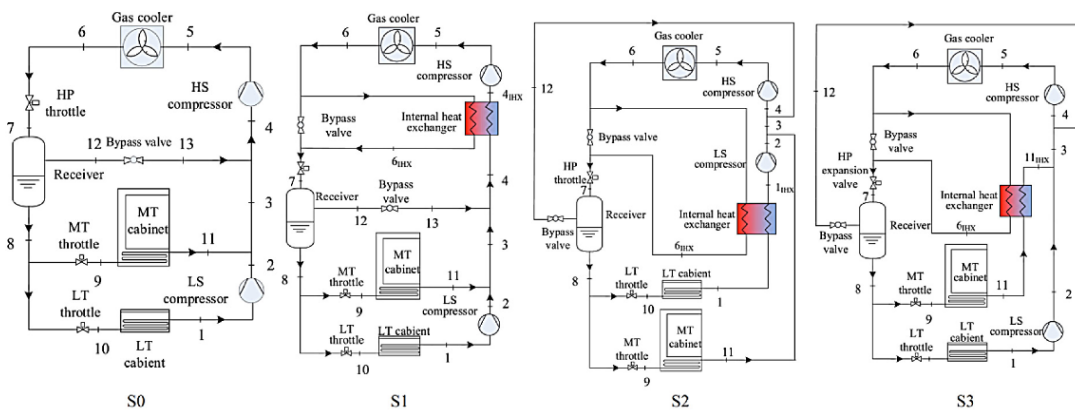 Gas cooler
6
5
HP
throttle
HS
compressor
7
4
12
Bypass valve
13
Receiver
MT
cabinet
3
8
MT
throttle
11
9
2
LT
throttle
LS
compressor
1
10
LT
cabient
S0
Gas cooler
6
5
HS
compressor
4IHX
Bypass
valve
Internal heat
exchanger
6IHX
7
4
Receiver
Bypass
valve
12
13
MT
cabinet
3
8
MT
throttle
11
9
LS
compressor
2
LT
throttle
LT cabient
1
10
S1
Gas cooler
6
5
12
HS
compressor
4
Bypass valve
3
2
HP
throttle
LS
compressor
7
1IHX
Receiver
Internal heat
exchanger
Bypass
valve
6IHX
8
LT
throttle
LT cabient
10
1
MT
cabinet
MT
throttle
11
9
S2
Gas cooler
6
5
12
HS
compressor
4
Bypass
valve
3
11IHX
HP
expansion
valve
7
Internal heat
exchanger
Receiver
Bypass
valve
6IHX
MT
cabinet
8
MT
throttle
11
9
2
LT
throttle
LT
cabient
LS
compressor
10
1
S3